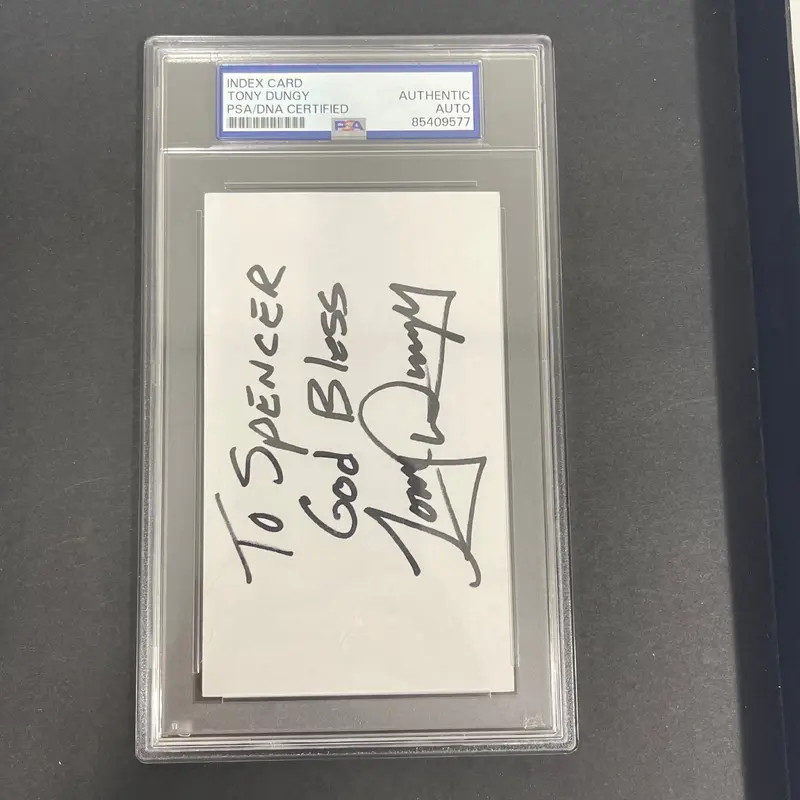 INDEX CARD
TONY DUNGY
PSA/DNA CERTIFIED
AUTHENTIC
AUTO
85409577
PSA
TO SPENCER
God Bless
Tony Dungy